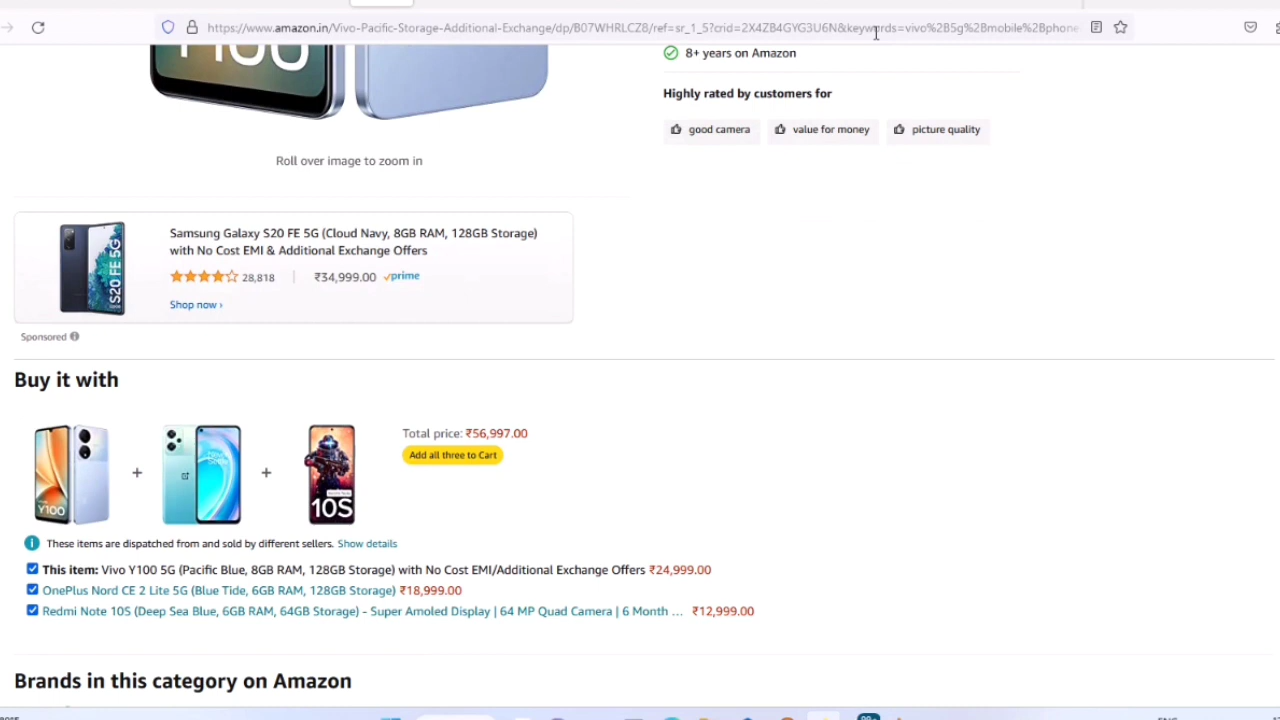 https://www.amazon.in/Vivo-Pacific-Storage-Additional-Exchange/dp/B07WHRLCZ8/ref=sr_1_5?crid=2X4ZB4GYG3U6N&keywords=vivo%2B5g%2Bmobile%2Bphone
8+ years on Amazon
Highly rated by customers for
good camera
value for money
picture quality
Roll over image to zoom in
S20 FE 5G
Samsung Galaxy S20 FE 5G (Cloud Navy, 8GB RAM, 128GB Storage)
with No Cost EMI & Additional Exchange Offers
28,818
₹34,999.00
prime
Shop now ›
Sponsored
Buy it with
Y100
+
+
10S
Total price: ₹56,997.00
Add all three to Cart
These items are dispatched from and sold by different sellers. Show details
This item: Vivo Y100 5G (Pacific Blue, 8GB RAM, 128GB Storage) with No Cost EMI/Additional Exchange Offers ₹24,999.00
OnePlus Nord CE 2 Lite 5G (Blue Tide, 6GB RAM, 128GB Storage) ₹18,999.00
Redmi Note 10S (Deep Sea Blue, 6GB RAM, 64GB Storage) - Super Amoled Display | 64 MP Quad Camera | 6 Month … ₹12,999.00
Brands in this category on Amazon